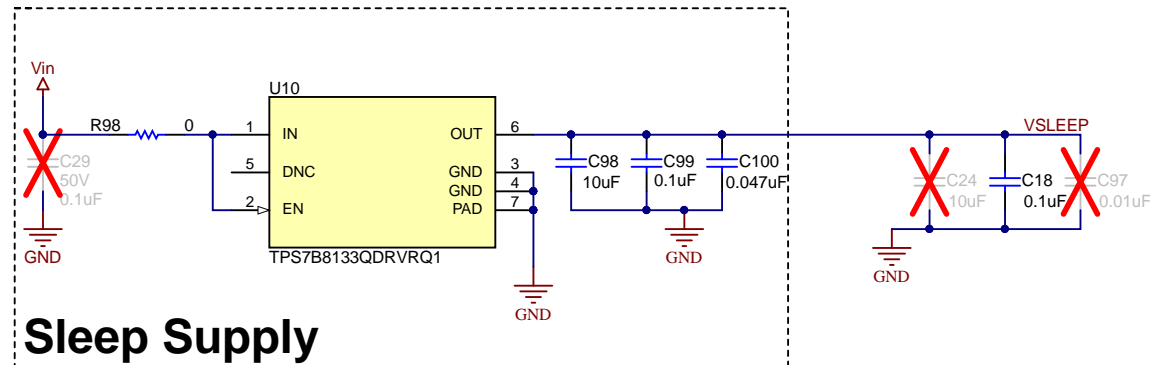 Vin
R98 0
C29
50V
0.1uF
GND
U10
1 IN
5 DNC
2 EN
OUT 6
GND 3
GND 4
PAD 7
TPS7B8133QDRVRQ1
GND
C98
10uF
C99
0.1uF
C100
0.047uF
GND
VSLEEP
C24
10uF
C18
0.1uF
C97
0.01uF
GND
Sleep Supply